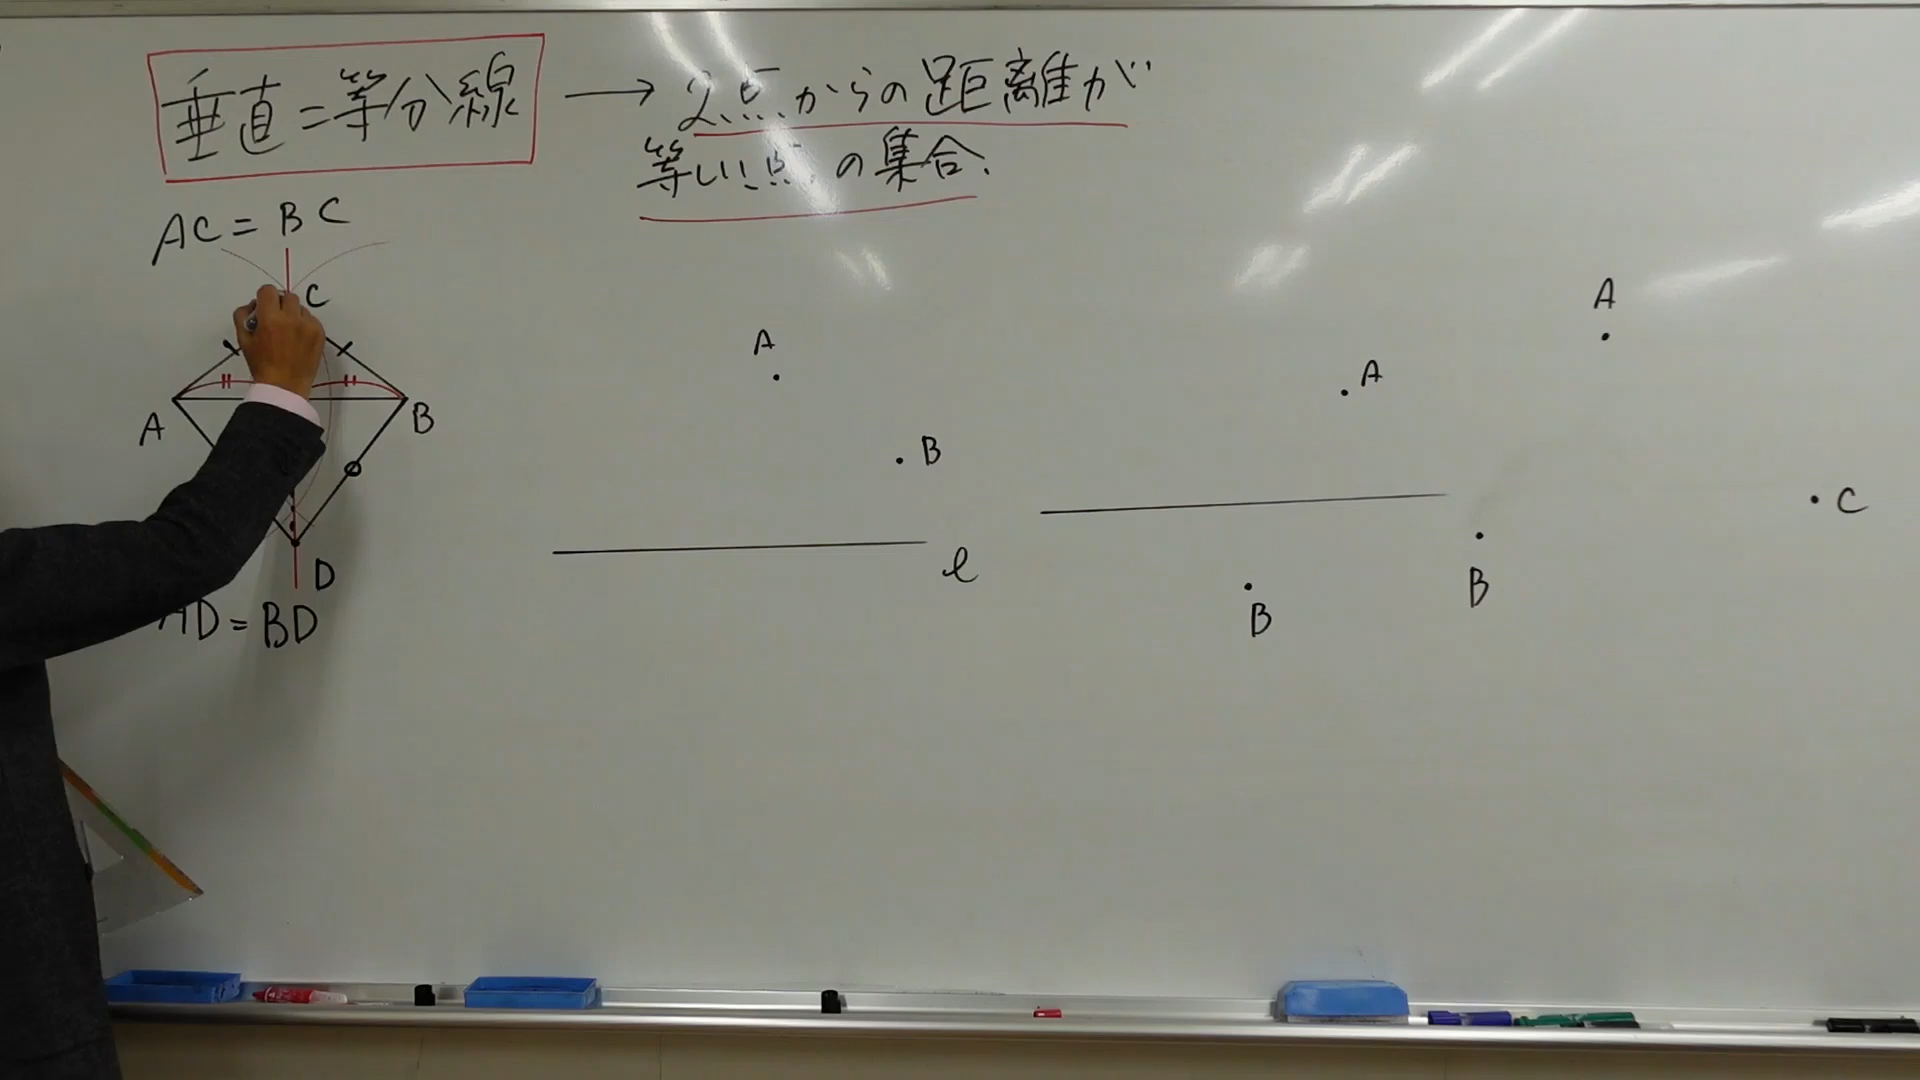 垂直二等分線 → 2点からの距離が
等しい点の集合.
AC = BC
C
A
B
D
AD = BD
A
B
l
A
B
A
B
C